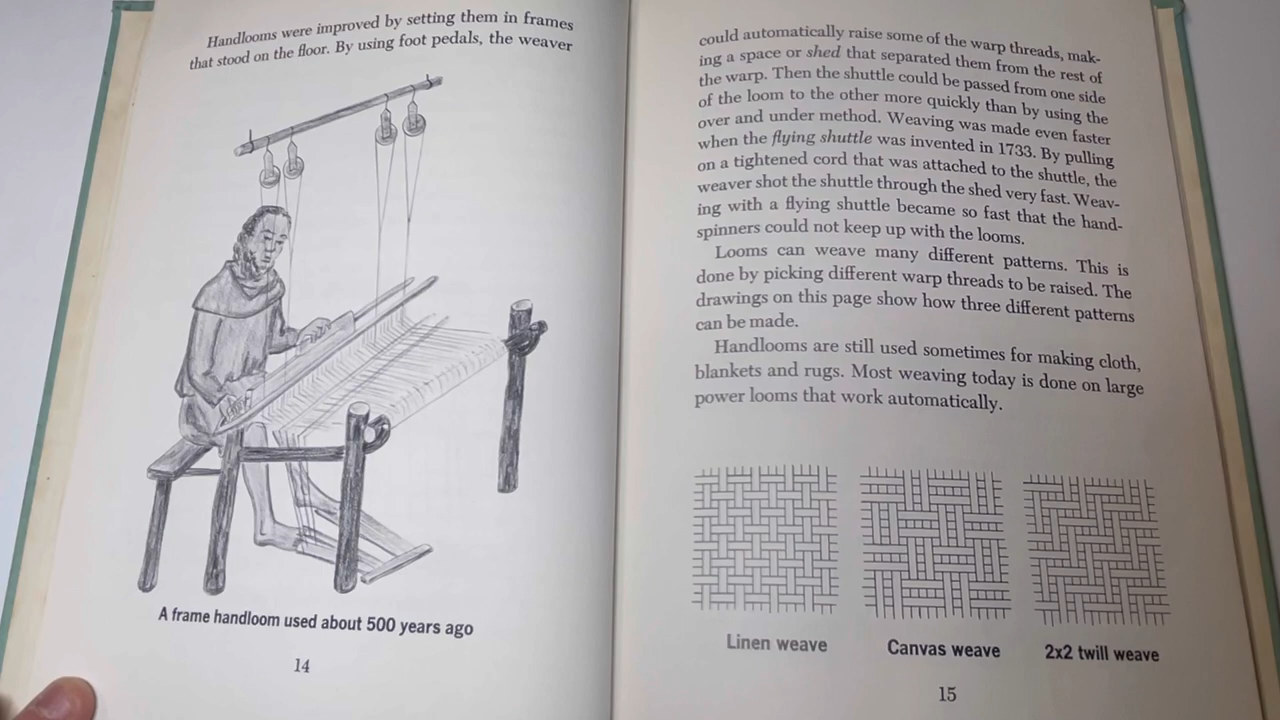 Handlooms were improved by setting them in frames
that stood on the floor. By using foot pedals, the weaver
A frame handloom used about 500 years ago
14
could automatically raise some of the warp threads, mak-
ing a space or shed that separated them from the rest of
the warp. Then the shuttle could be passed from one side
of the loom to the other more quickly than by using the
over and under method. Weaving was made even faster
when the flying shuttle was invented in 1733. By pulling
on a tightened cord that was attached to the shuttle, the
weaver shot the shuttle through the shed very fast. Weav-
ing with a flying shuttle became so fast that the hand-
spinners could not keep up with the looms.
Looms can weave many different patterns. This is
done by picking different warp threads to be raised. The
drawings on this page show how three different patterns
can be made.
Handlooms are still used sometimes for making cloth,
blankets and rugs. Most weaving today is done on large
power looms that work automatically.
Linen weave
Canvas weave
2x2 twill weave
15